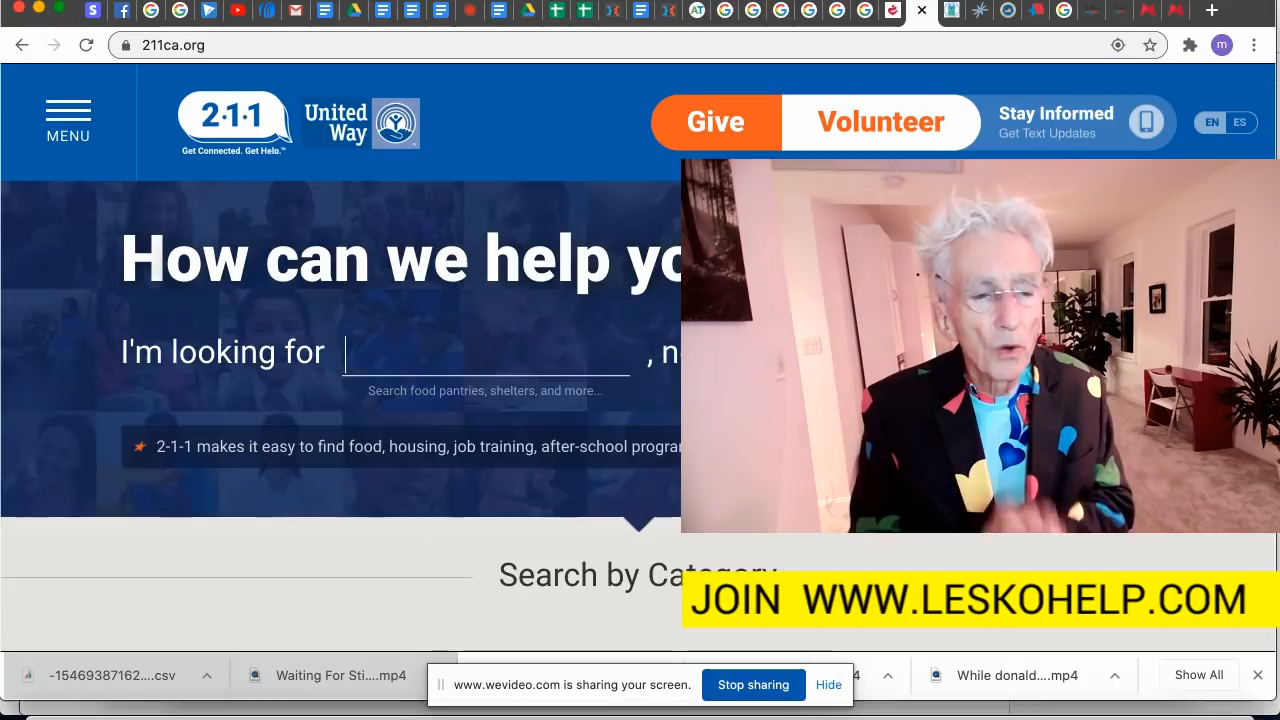 211ca.org
m
MENU
2·1·1
Get Connected. Get Help.™
United
Way
Give
Volunteer
Stay Informed
Get Text Updates
EN ES
How can we help yo
I'm looking for
, n
Search food pantries, shelters, and more...
2-1-1 makes it easy to find food, housing, job training, after-school progra
Search by Category
JOIN WWW.LESKOHELP.COM
-15469387162....csv
Waiting For Sti....mp4
4
While donald....mp4
Show All
www.wevideo.com is sharing your screen.
Stop sharing
Hide